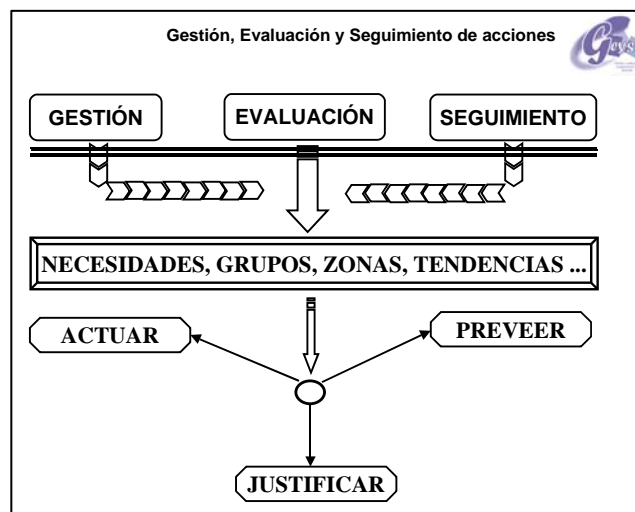 Gestión, Evaluación y Seguimiento de acciones
GESTIÓN
EVALUACIÓN
SEGUIMIENTO
NECESIDADES, GRUPOS, ZONAS, TENDENCIAS ...
ACTUAR
PREVEER
JUSTIFICAR